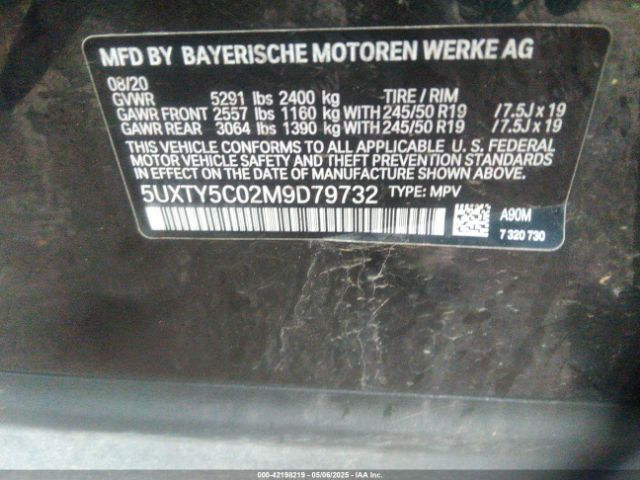 MFD BY BAYERISCHE MOTOREN WERKE AG
08/20
GVWR 5291 lbs 2400 kg TIRE / RIM
GAWR FRONT 2557 lbs 1160 kg WITH 245/50 R19 / 7.5J x 19
GAWR REAR 3064 lbs 1390 kg WITH 245/50 R19 / 7.5J x 19
THIS VEHICLE CONFORMS TO ALL APPLICABLE U. S. FEDERAL
MOTOR VEHICLE SAFETY AND THEFT PREVENTION STANDARDS
IN EFFECT ON THE DATE OF MANUFACTURE SHOWN ABOVE.
5UXTY5C02M9D79732 TYPE: MPV
A90M
7 320 730
000-42198219 - 05/06/2025 - IAA Inc.